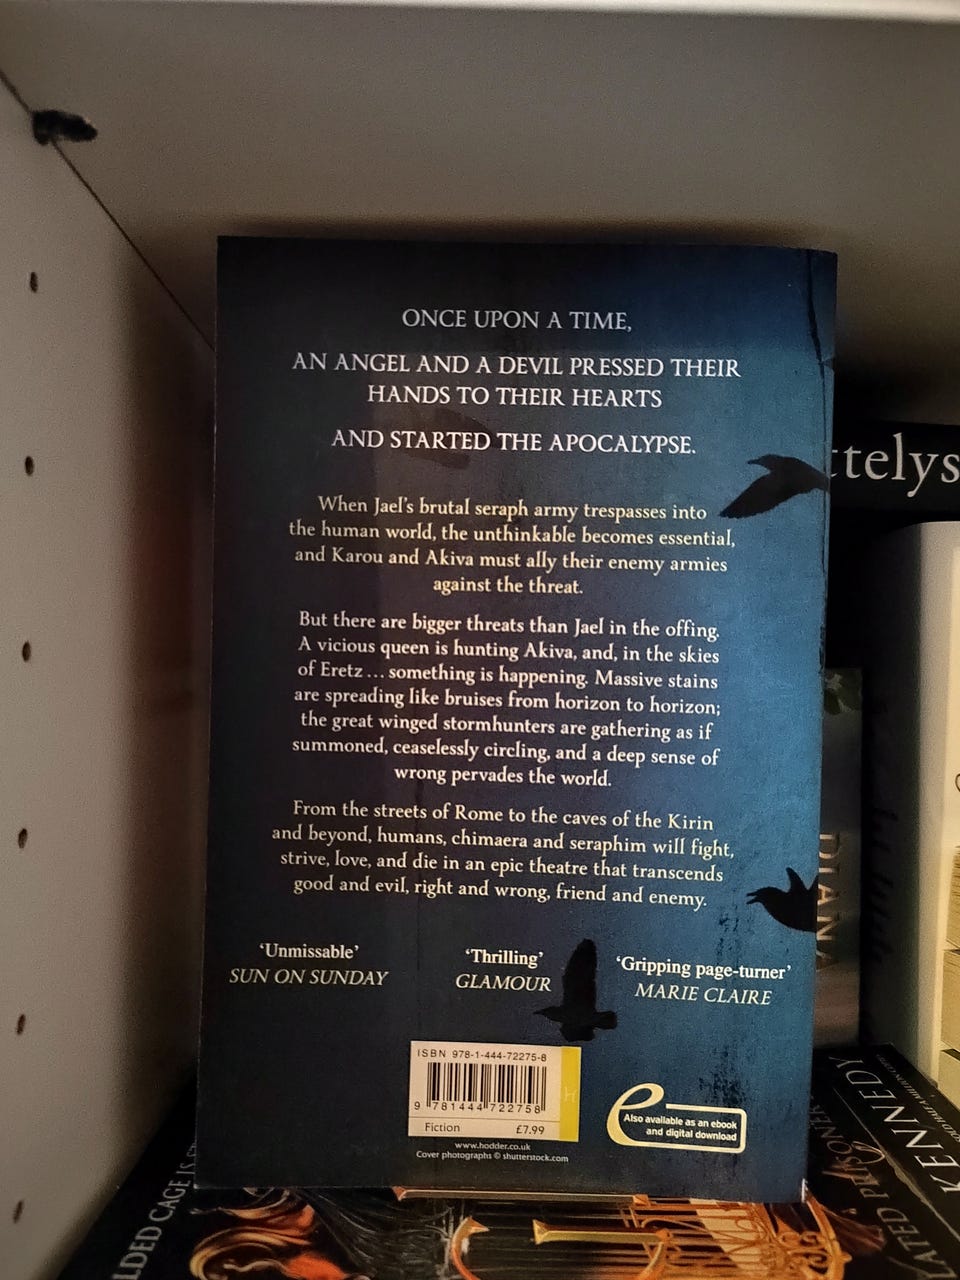 ONCE UPON A TIME,
AN ANGEL AND A DEVIL PRESSED THEIR
HANDS TO THEIR HEARTS
AND STARTED THE APOCALYPSE.
When Jael's brutal seraph army trespasses into
the human world, the unthinkable becomes essential,
and Karou and Akiva must ally their enemy armies
against the threat.
But there are bigger threats than Jael in the offing.
A vicious queen is hunting Akiva, and, in the skies
of Eretz ... something is happening. Massive stains
are spreading like bruises from horizon to horizon;
the great winged stormhunters are gathering as if
summoned, ceaselessly circling, and a deep sense of
wrong pervades the world.
From the streets of Rome to the caves of the Kirin
and beyond, humans, chimaera and seraphim will fight,
strive, love, and die in an epic theatre that transcends
good and evil, right and wrong, friend and enemy.
'Unmissable'
SUN ON SUNDAY
'Thrilling'
GLAMOUR
'Gripping page-turner'
MARIE CLAIRE
ISBN 978-1-444-72275-8
9 781444 722758
H
Fiction £7.99
www.hodder.co.uk
Cover photographs © shutterstock.com
e
Also available as an ebook
and digital download
ttelys
DIANA
KENNEDY
LATED PRISONER
LDED CAGE IS